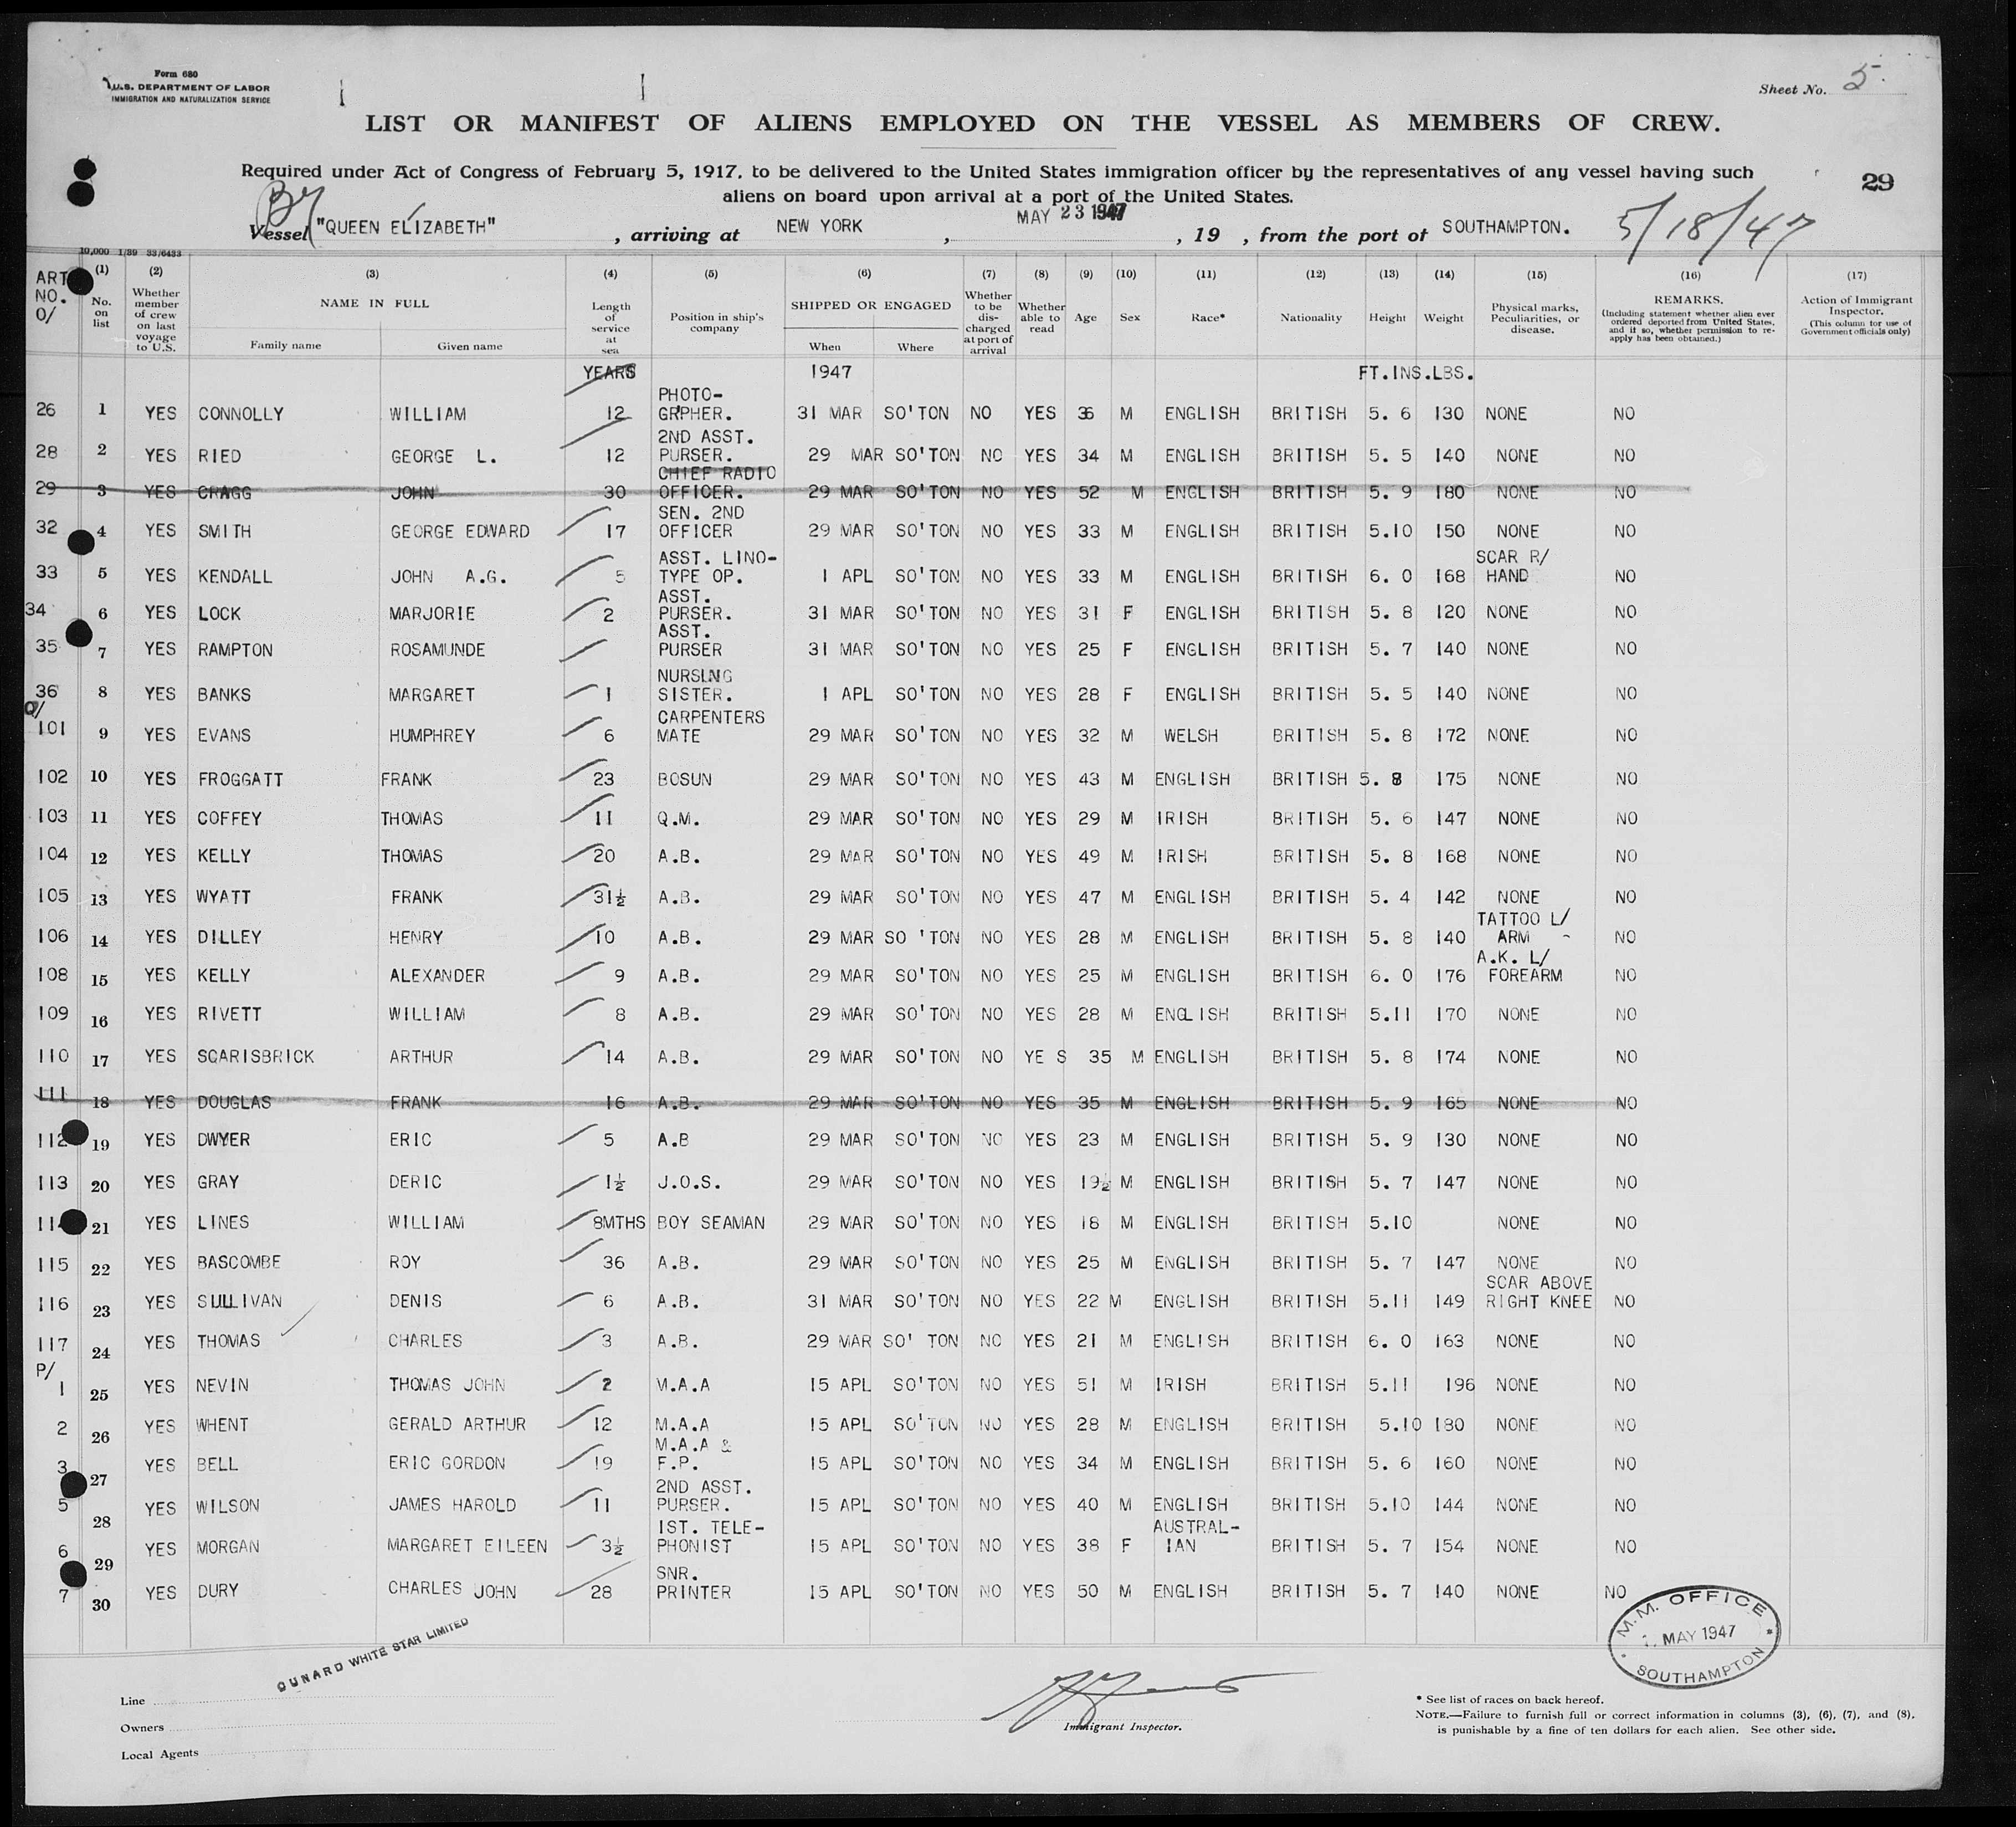 Form 680
U.S. DEPARTMENT OF LABOR
IMMIGRATION AND NATURALIZATION SERVICE
Sheet No. 5.
LIST OR MANIFEST OF ALIENS EMPLOYED ON THE VESSEL AS MEMBERS OF CREW.
Required under Act of Congress of February 5, 1917, to be delivered to the United States immigration officer by the representatives of any vessel having such
aliens on board upon arrival at a port of the United States.
29
Vessel "QUEEN ELIZABETH" , arriving at NEW YORK , MAY 23 1947 , 19 , from the port of SOUTHAMPTON. 5/18/47
10,000 1/39 33/6433
ART NO. O/ (1) No. on list (2) Whether member of crew on last voyage to U.S. (3) NAME IN FULL Family name Given name (4) Length of service at sea (5) Position in ship's company (6) SHIPPED OR ENGAGED When Where (7) Whether to be discharged at port of arrival (8) Whether able to read (9) Age (10) Sex (11) Race* (12) Nationality (13) Height (14) Weight (15) Physical marks, Peculiarities, or disease. (16) REMARKS. (Including statement whether alien ever ordered deported from United States, and if so, whether permission to re-apply has been obtained.) (17) Action of Immigrant Inspector. (This column for use of Government officials only)
YEARS 1947 FT.INS.LBS.
26 1 YES CONNOLLY WILLIAM 12 PHOTO-GRPHER. 31 MAR SO'TON NO YES 36 M ENGLISH BRITISH 5. 6 130 NONE NO
28 2 YES RIED GEORGE L. 12 2ND ASST. PURSER. 29 MAR SO'TON NO YES 34 M ENGLISH BRITISH 5. 5 140 NONE NO
29 3 YES CRAGG JOHN 30 CHIEF RADIO OFFICER. 29 MAR SO'TON NO YES 52 M ENGLISH BRITISH 5. 9 180 NONE NO
32 4 YES SMITH GEORGE EDWARD 17 SEN. 2ND OFFICER 29 MAR SO'TON NO YES 33 M ENGLISH BRITISH 5.10 150 NONE NO
33 5 YES KENDALL JOHN A.G. 5 ASST. LINO-TYPE OP. 1 APL SO'TON NO YES 33 M ENGLISH BRITISH 6. 0 168 SCAR R/ HAND NO
34 6 YES LOCK MARJORIE 2 ASST. PURSER. 31 MAR SO'TON NO YES 31 F ENGLISH BRITISH 5. 8 120 NONE NO
35 7 YES RAMPTON ROSAMUNDE ASST. PURSER 31 MAR SO'TON NO YES 25 F ENGLISH BRITISH 5. 7 140 NONE NO
36 8 YES BANKS MARGARET 1 NURSING SISTER. 1 APL SO'TON NO YES 28 F ENGLISH BRITISH 5. 5 140 NONE NO
Q/
101 9 YES EVANS HUMPHREY 6 CARPENTERS MATE 29 MAR SO'TON NO YES 32 M WELSH BRITISH 5. 8 172 NONE NO
102 10 YES FROGGATT FRANK 23 BOSUN 29 MAR SO'TON NO YES 43 M ENGLISH BRITISH 5. 8 175 NONE NO
103 11 YES COFFEY THOMAS 11 Q.M. 29 MAR SO'TON NO YES 29 M IRISH BRITISH 5. 6 147 NONE NO
104 12 YES KELLY THOMAS 20 A.B. 29 MAR SO'TON NO YES 49 M IRISH BRITISH 5. 8 168 NONE NO
105 13 YES WYATT FRANK 31½ A.B. 29 MAR SO'TON NO YES 47 M ENGLISH BRITISH 5. 4 142 NONE NO
106 14 YES DILLEY HENRY 10 A.B. 29 MAR SO 'TON NO YES 28 M ENGLISH BRITISH 5. 8 140 TATTOO L/ ARM NO
108 15 YES KELLY ALEXANDER 9 A.B. 29 MAR SO'TON NO YES 25 M ENGLISH BRITISH 6. 0 176 A.K. L/ FOREARM NO
109 16 YES RIVETT WILLIAM 8 A.B. 29 MAR SO'TON NO YES 28 M ENGLISH BRITISH 5.11 170 NONE NO
110 17 YES SCARISBRICK ARTHUR 14 A.B. 29 MAR SO'TON NO YE S 35 M ENGLISH BRITISH 5. 8 174 NONE NO
111 18 YES DOUGLAS FRANK 16 A.B. 29 MAR SO'TON NO YES 35 M ENGLISH BRITISH 5. 9 165 NONE NO
112 19 YES DWYER ERIC 5 A.B 29 MAR SO'TON NO YES 23 M ENGLISH BRITISH 5. 9 130 NONE NO
113 20 YES GRAY DERIC 1½ J.O.S. 29 MAR SO'TON NO YES 19½ M ENGLISH BRITISH 5. 7 147 NONE NO
21 YES LINES WILLIAM 8MTHS BOY SEAMAN 29 MAR SO'TON NO YES 18 M ENGLISH BRITISH 5.10 NONE NO
115 22 YES BASCOMBE ROY 36 A.B. 29 MAR SO'TON NO YES 25 M ENGLISH BRITISH 5. 7 147 NONE NO
116 23 YES SULLIVAN DENIS 6 A.B. 31 MAR SO'TON NO YES 22 M ENGLISH BRITISH 5.11 149 SCAR ABOVE RIGHT KNEE NO
117 24 YES THOMAS CHARLES 3 A.B. 29 MAR SO' TON NO YES 21 M ENGLISH BRITISH 6. 0 163 NONE NO
P/
1 25 YES NEVIN THOMAS JOHN 2 M.A.A 15 APL SO'TON NO YES 51 M IRISH BRITISH 5.11 196 NONE NO
2 26 YES WHENT GERALD ARTHUR 12 M.A.A 15 APL SO'TON NO YES 28 M ENGLISH BRITISH 5.10 180 NONE NO
3 27 YES BELL ERIC GORDON 19 M.A.A & F.P. 15 APL SO'TON NO YES 34 M ENGLISH BRITISH 5. 6 160 NONE NO
5 28 YES WILSON JAMES HAROLD 11 2ND ASST. PURSER. 15 APL SO'TON NO YES 40 M ENGLISH BRITISH 5.10 144 NONE NO
6 29 YES MORGAN MARGARET EILEEN 3½ 1ST. TELE-PHONIST 15 APL SO'TON NO YES 38 F AUSTRAL-IAN BRITISH 5. 7 154 NONE NO
7 30 YES DURY CHARLES JOHN 28 SNR. PRINTER 15 APL SO'TON NO YES 50 M ENGLISH BRITISH 5. 7 140 NONE NO
M.M. OFFICE
MAY 1947
SOUTHAMPTON
CUNARD WHITE STAR LIMITED
Line
Owners
Local Agents
Immigrant Inspector.
* See list of races on back hereof.
NOTE.—Failure to furnish full or correct information in columns (3), (6), (7), and (8),
is punishable by a fine of ten dollars for each alien. See other side.